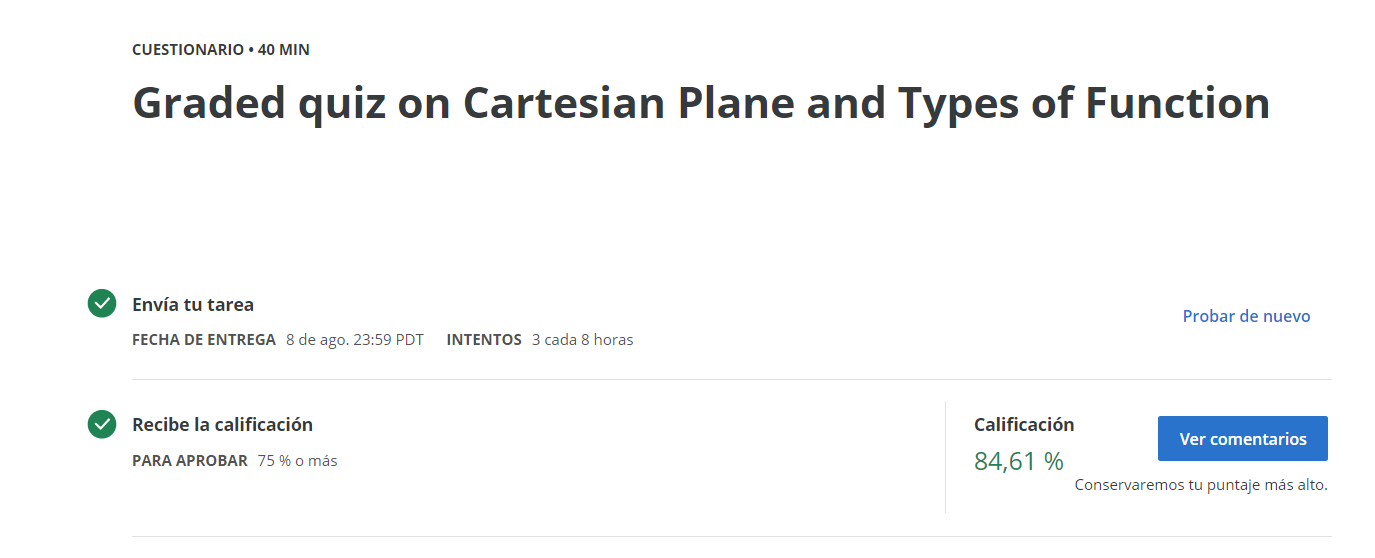 CUESTIONARIO • 40 MIN
Graded quiz on Cartesian Plane and Types of Function
Envía tu tarea
FECHA DE ENTREGA 8 de ago. 23:59 PDT INTENTOS 3 cada 8 horas
Probar de nuevo
Recibe la calificación
PARA APROBAR 75 % o más
Calificación
84,61 %
Ver comentarios
Conservaremos tu puntaje más alto.